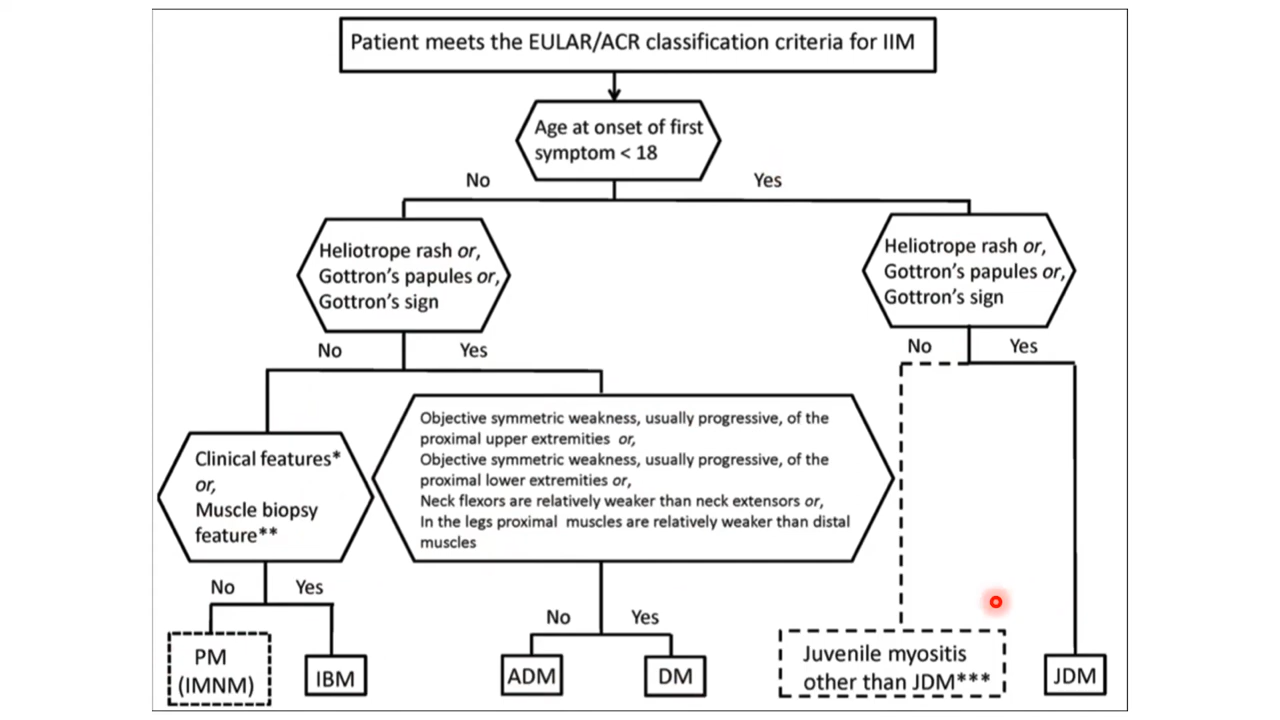 Patient meets the EULAR/ACR classification criteria for IIM
Age at onset of first
symptom < 18
No
Yes
Heliotrope rash or,
Gottron's papules or,
Gottron's sign
Heliotrope rash or,
Gottron's papules or,
Gottron's sign
No
Yes
No
Yes
Clinical features*
or,
Muscle biopsy
feature**
Objective symmetric weakness, usually progressive, of the
proximal upper extremities or,
Objective symmetric weakness, usually progressive, of the
proximal lower extremities or,
Neck flexors are relatively weaker than neck extensors or,
In the legs proximal muscles are relatively weaker than distal
muscles
No
Yes
No
Yes
PM
(IMNM)
IBM
ADM
DM
Juvenile myositis
other than JDM***
JDM